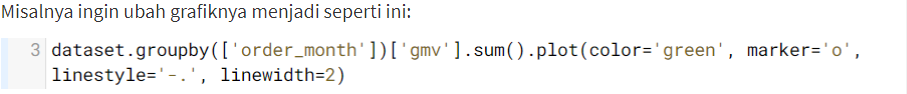 Misalnya ingin ubah grafiknya menjadi seperti ini:
3 dataset.groupby(['order_month'])['gmv'].sum().plot(color='green', marker='o',
linestyle='-.', linewidth=2)